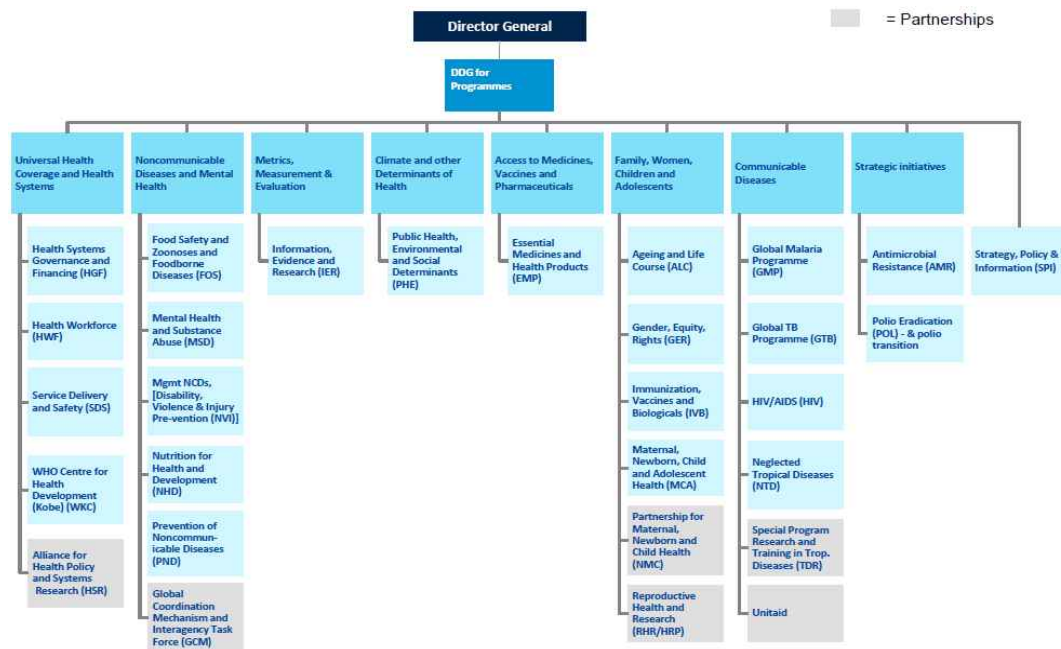 Director General
= Partnerships
DDG for
Programmes
Universal Health
Coverage and Health
Systems
Noncommunicable
Diseases and Mental
Health
Metrics,
Measurement &
Evaluation
Climate and other
Determinants of
Health
Access to Medicines,
Vaccines and
Pharmaceuticals
Family, Women,
Children and
Adolescents
Communicable
Diseases
Strategic initiatives
Health Systems
Governance and
Financing (HGF)
Health Workforce
(HWF)
Service Delivery
and Safety (SDS)
WHO Centre for
Health
Development
(Kobe) (WKC)
Alliance for
Health Policy
and Systems
Research (HSR)
Food Safety and
Zoonoses and
Foodborne
Diseases (FOS)
Mental Health
and Substance
Abuse (MSD)
Mgmt NCDs,
[Disability,
Violence & Injury
Pre-vention (NVI)]
Nutrition for
Health and
Development
(NHD)
Prevention of
Noncommun-
icable Diseases
(PND)
Global
Coordination
Mechanism and
Interagency Task
Force (GCM)
Information,
Evidence and
Research (IER)
Public Health,
Environmental
and Social
Determinants
(PHE)
Essential
Medicines and
Health Products
(EMP)
Ageing and Life
Course (ALC)
Gender, Equity,
Rights (GER)
Immunization,
Vaccines and
Biologicals (IVB)
Maternal,
Newborn, Child
and Adolescent
Health (MCA)
Partnership for
Maternal,
Newborn and
Child Health
(NMC)
Reproductive
Health and
Research
(RHR/HRP)
Global Malaria
Programme
(GMP)
Global TB
Programme (GTB)
HIV/AIDS (HIV)
Neglected
Tropical Diseases
(NTD)
Special Program
Research and
Training in Trop.
Diseases (TDR)
Unitaid
Antimicrobial
Resistance (AMR)
Polio Eradication
(POL) - & polio
transition
Strategy, Policy &
Information (SPI)